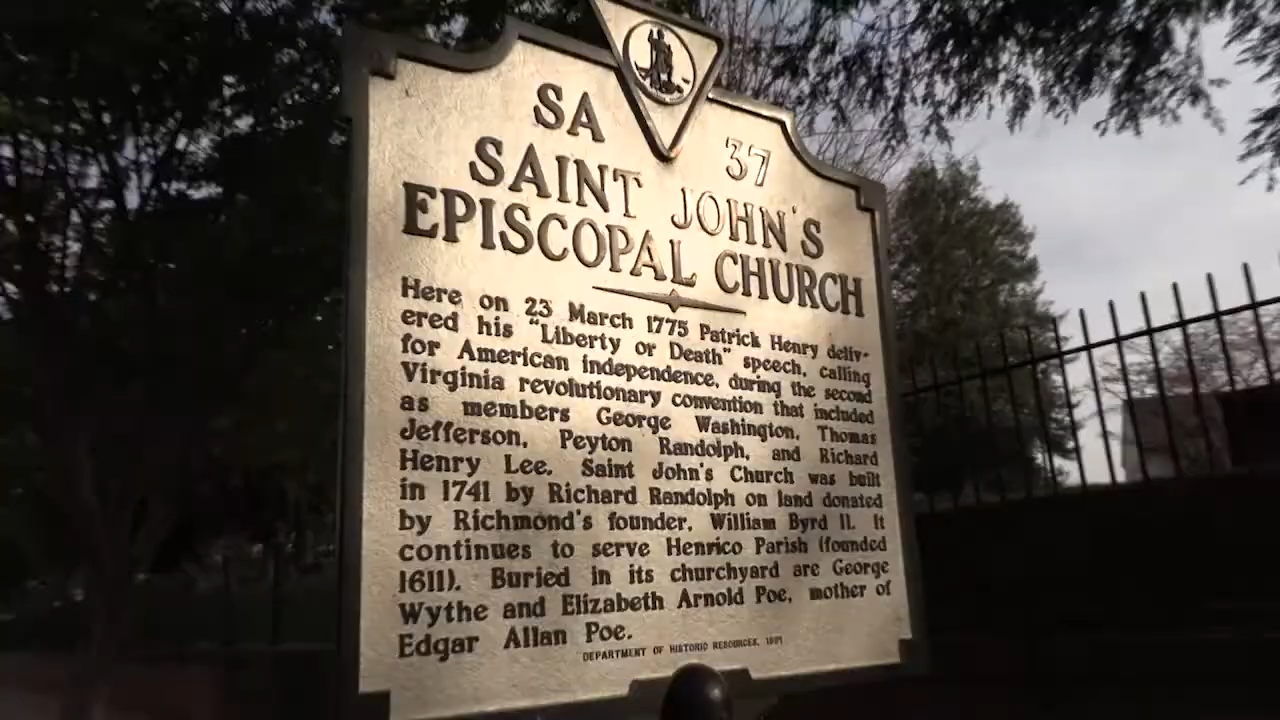 SA 37
SAINT JOHN'S
EPISCOPAL CHURCH
Here on 23 March 1775 Patrick Henry deliv-
ered his "Liberty or Death" speech, calling
for American independence, during the second
Virginia revolutionary convention that included
as members George Washington, Thomas
Jefferson, Peyton Randolph, and Richard
Henry Lee. Saint John's Church was built
in 1741 by Richard Randolph on land donated
by Richmond's founder, William Byrd II. It
continues to serve Henrico Parish (founded
1611). Buried in its churchyard are George
Wythe and Elizabeth Arnold Poe, mother of
Edgar Allan Poe.
DEPARTMENT OF HISTORIC RESOURCES,